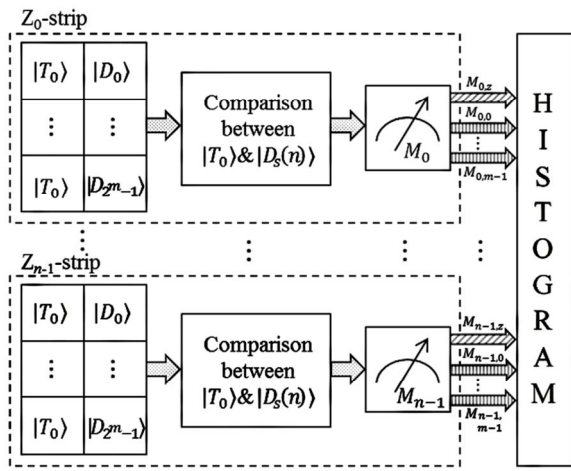 Z₀-strip
|T₀⟩ |D₀⟩
⋮ ⋮
|T₀⟩ |D₂ᵐ₋₁⟩
Comparison
between
|T₀⟩&|Dₛ(n)⟩
M₀
M₀,z
M₀,₀
⋮
M₀,m-1
⋮ ⋮ ⋮ ⋮
Zₙ₋₁-strip
|T₀⟩ |D₀⟩
⋮ ⋮
|T₀⟩ |D₂ᵐ₋₁⟩
Comparison
between
|T₀⟩&|Dₛ(n)⟩
Mₙ₋₁
Mₙ₋₁,z
Mₙ₋₁,₀
⋮
Mₙ₋₁,
m-1
HISTOGRAM